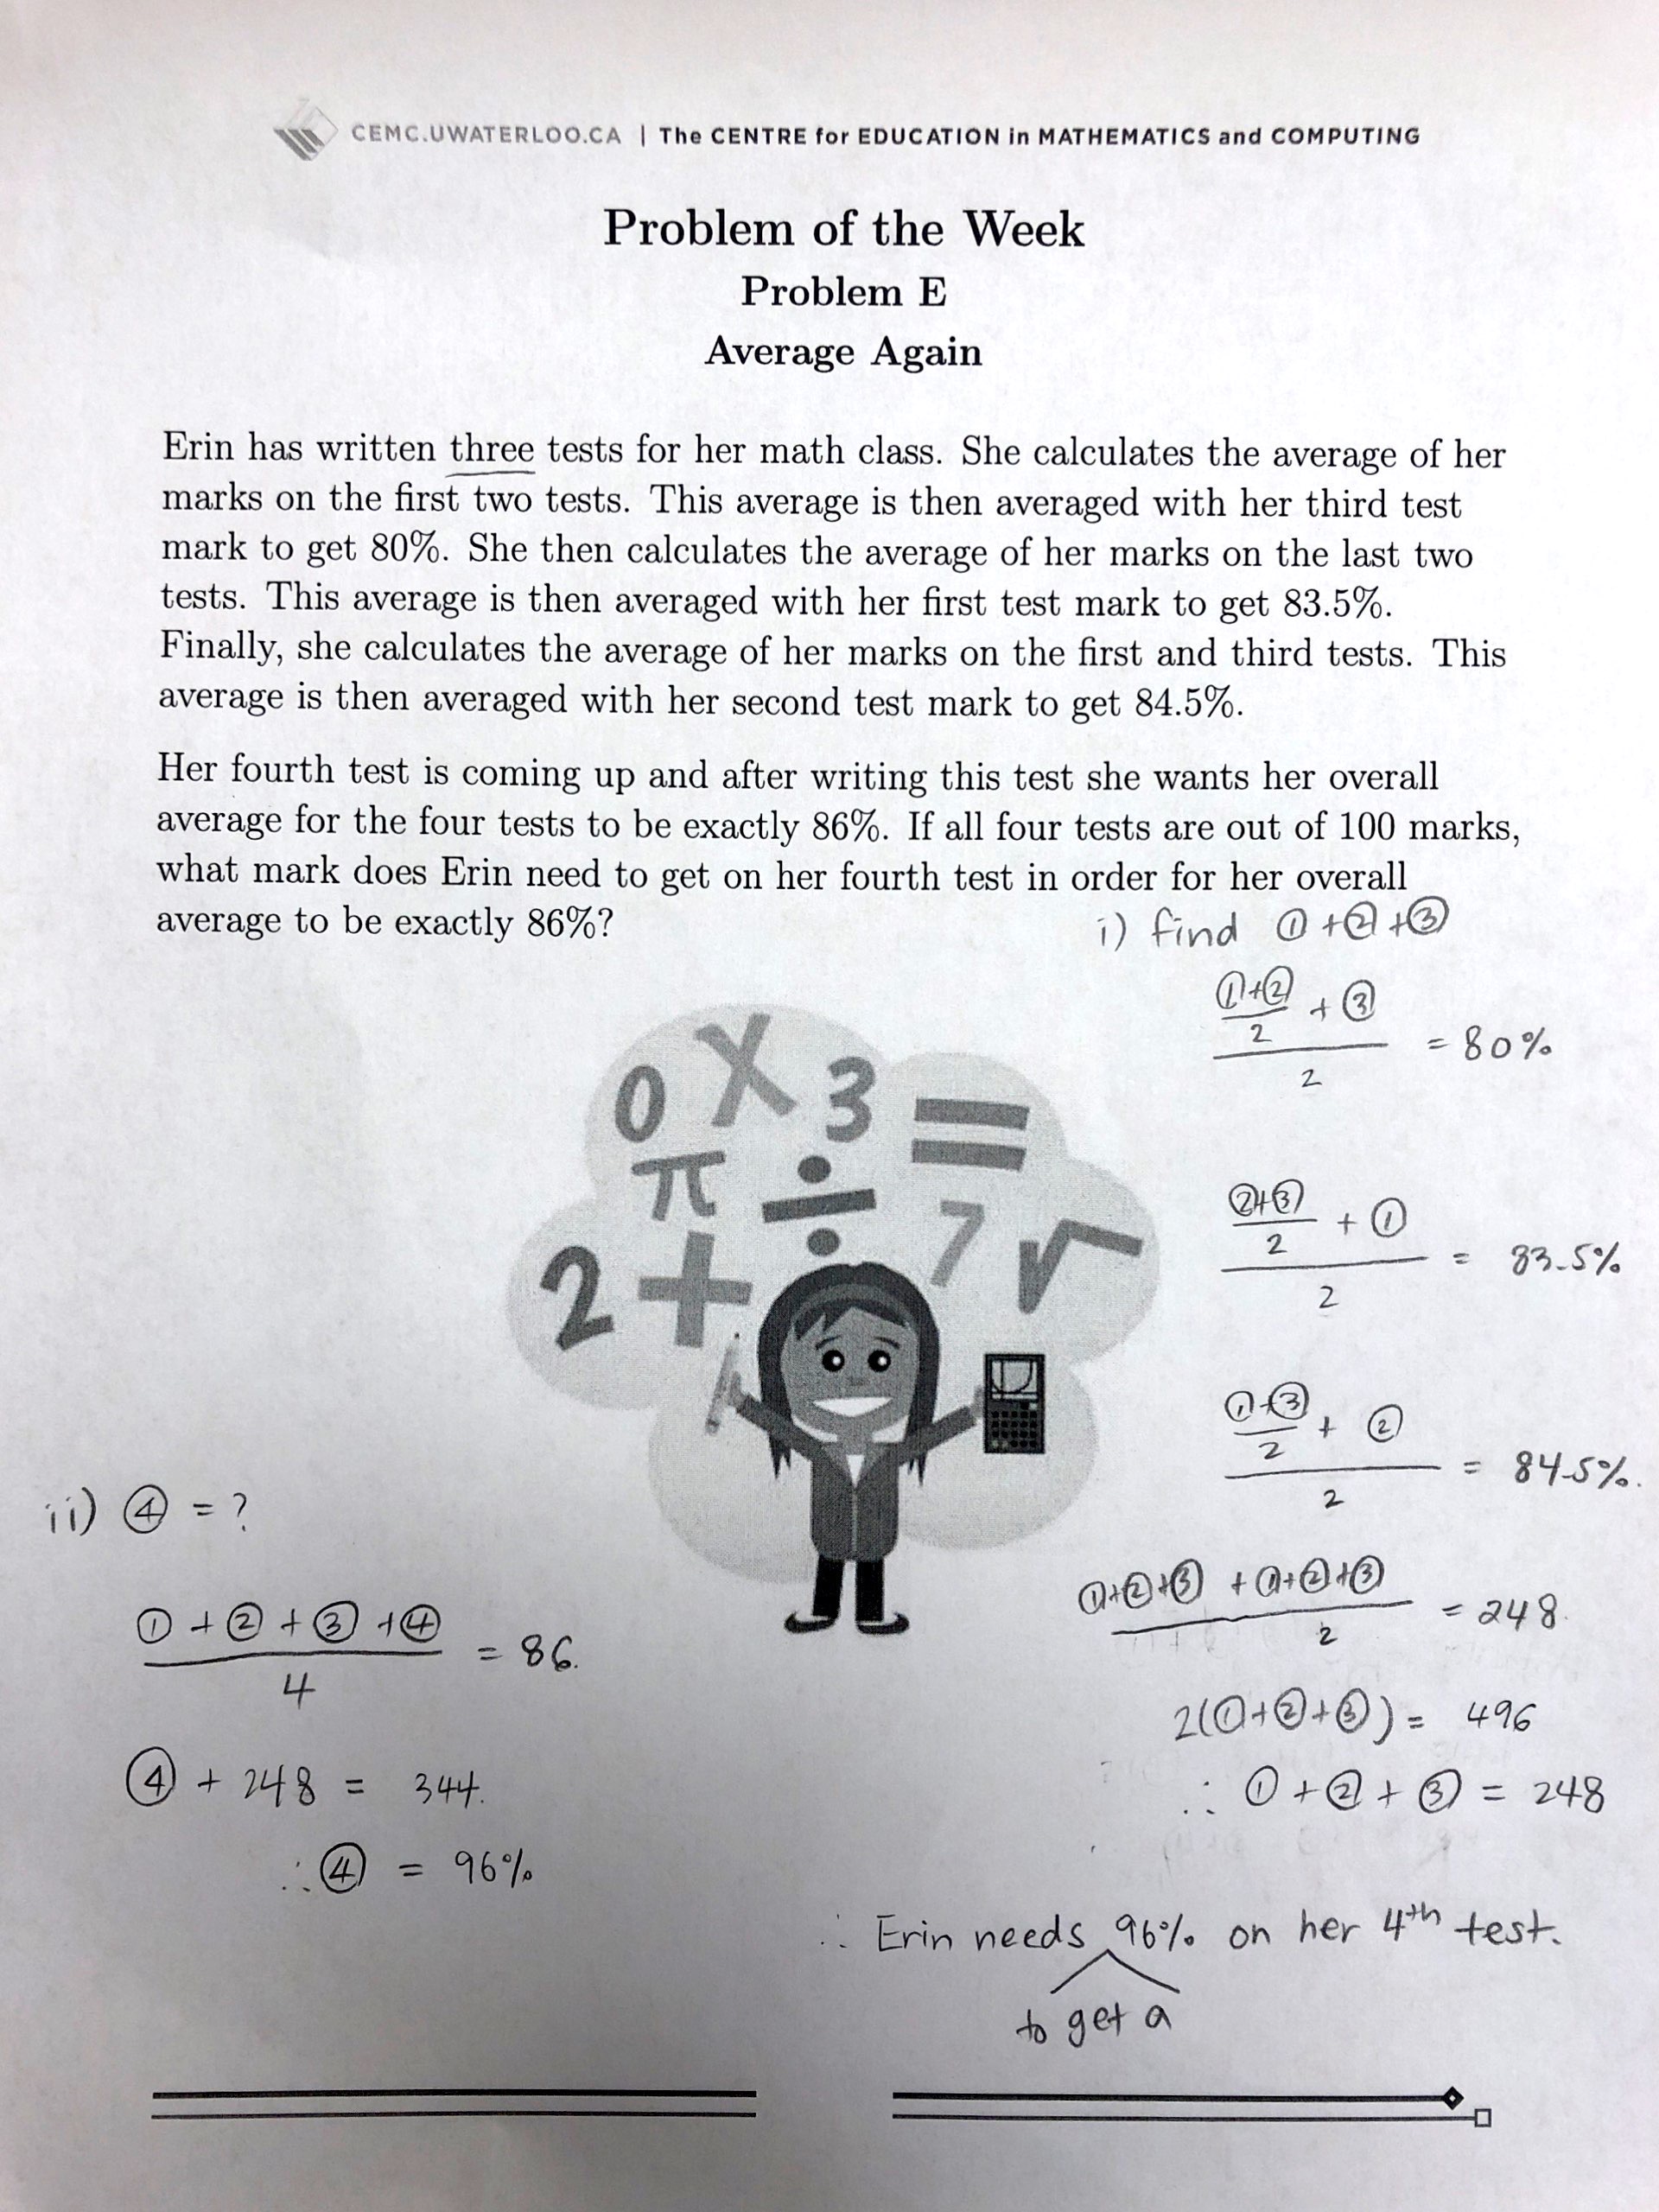 CEMC.UWATERLOO.CA | The CENTRE for EDUCATION in MATHEMATICS and COMPUTING
Problem of the Week
Problem E
Average Again
Erin has written three tests for her math class. She calculates the average of her
marks on the first two tests. This average is then averaged with her third test
mark to get 80%. She then calculates the average of her marks on the last two
tests. This average is then averaged with her first test mark to get 83.5%.
Finally, she calculates the average of her marks on the first and third tests. This
average is then averaged with her second test mark to get 84.5%.
Her fourth test is coming up and after writing this test she wants her overall
average for the four tests to be exactly 86%. If all four tests are out of 100 marks,
what mark does Erin need to get on her fourth test in order for her overall
average to be exactly 86%?
i) find ① + ② + ③
① + ②
2
+ ③
2
= 80%
② + ③
2
+ ①
2
= 83.5%
① + ③
2
+ ②
2
= 84.5%.
① + ② + ③ + ① + ② + ③
2
= 248
2(① + ② + ③) = 496
∴ ① + ② + ③ = 248
0 X 3 =
π ÷ 7 √
2 +
ii) ④ = ?
① + ② + ③ + ④
4
= 86.
④ + 248 = 344.
∴ ④ = 96%
∴ Erin needs 96% on her 4th test.
to get a